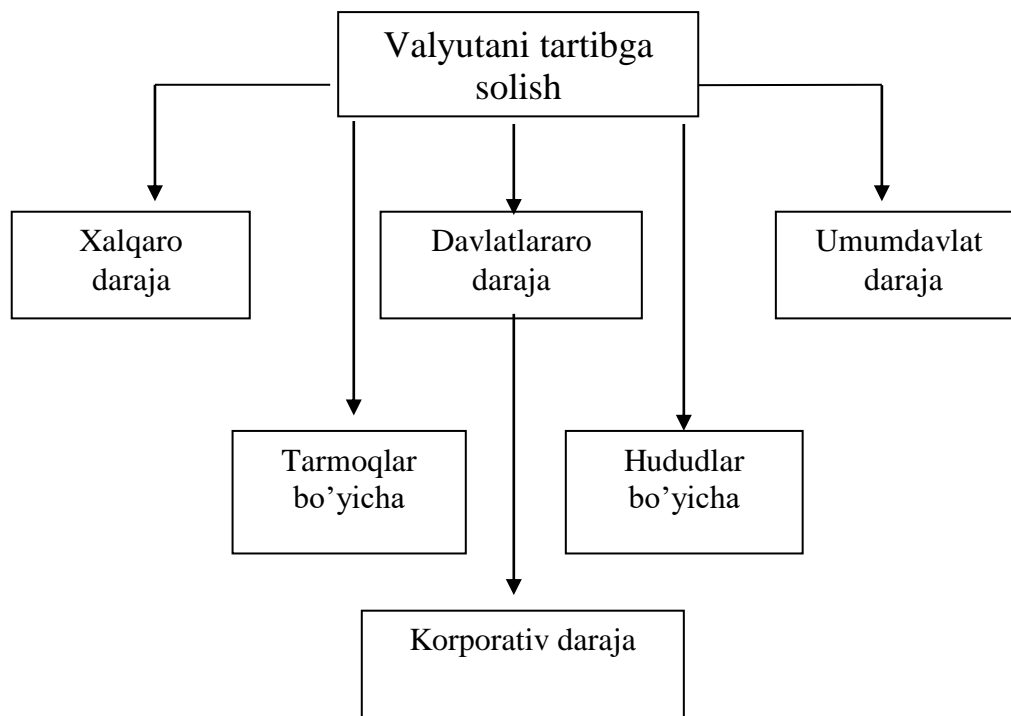 Valyutani tartibga
solish
Xalqaro
daraja
Davlatlararo
daraja
Umumdavlat
daraja
Tarmoqlar
bo’yicha
Hududlar
bo’yicha
Korporativ daraja